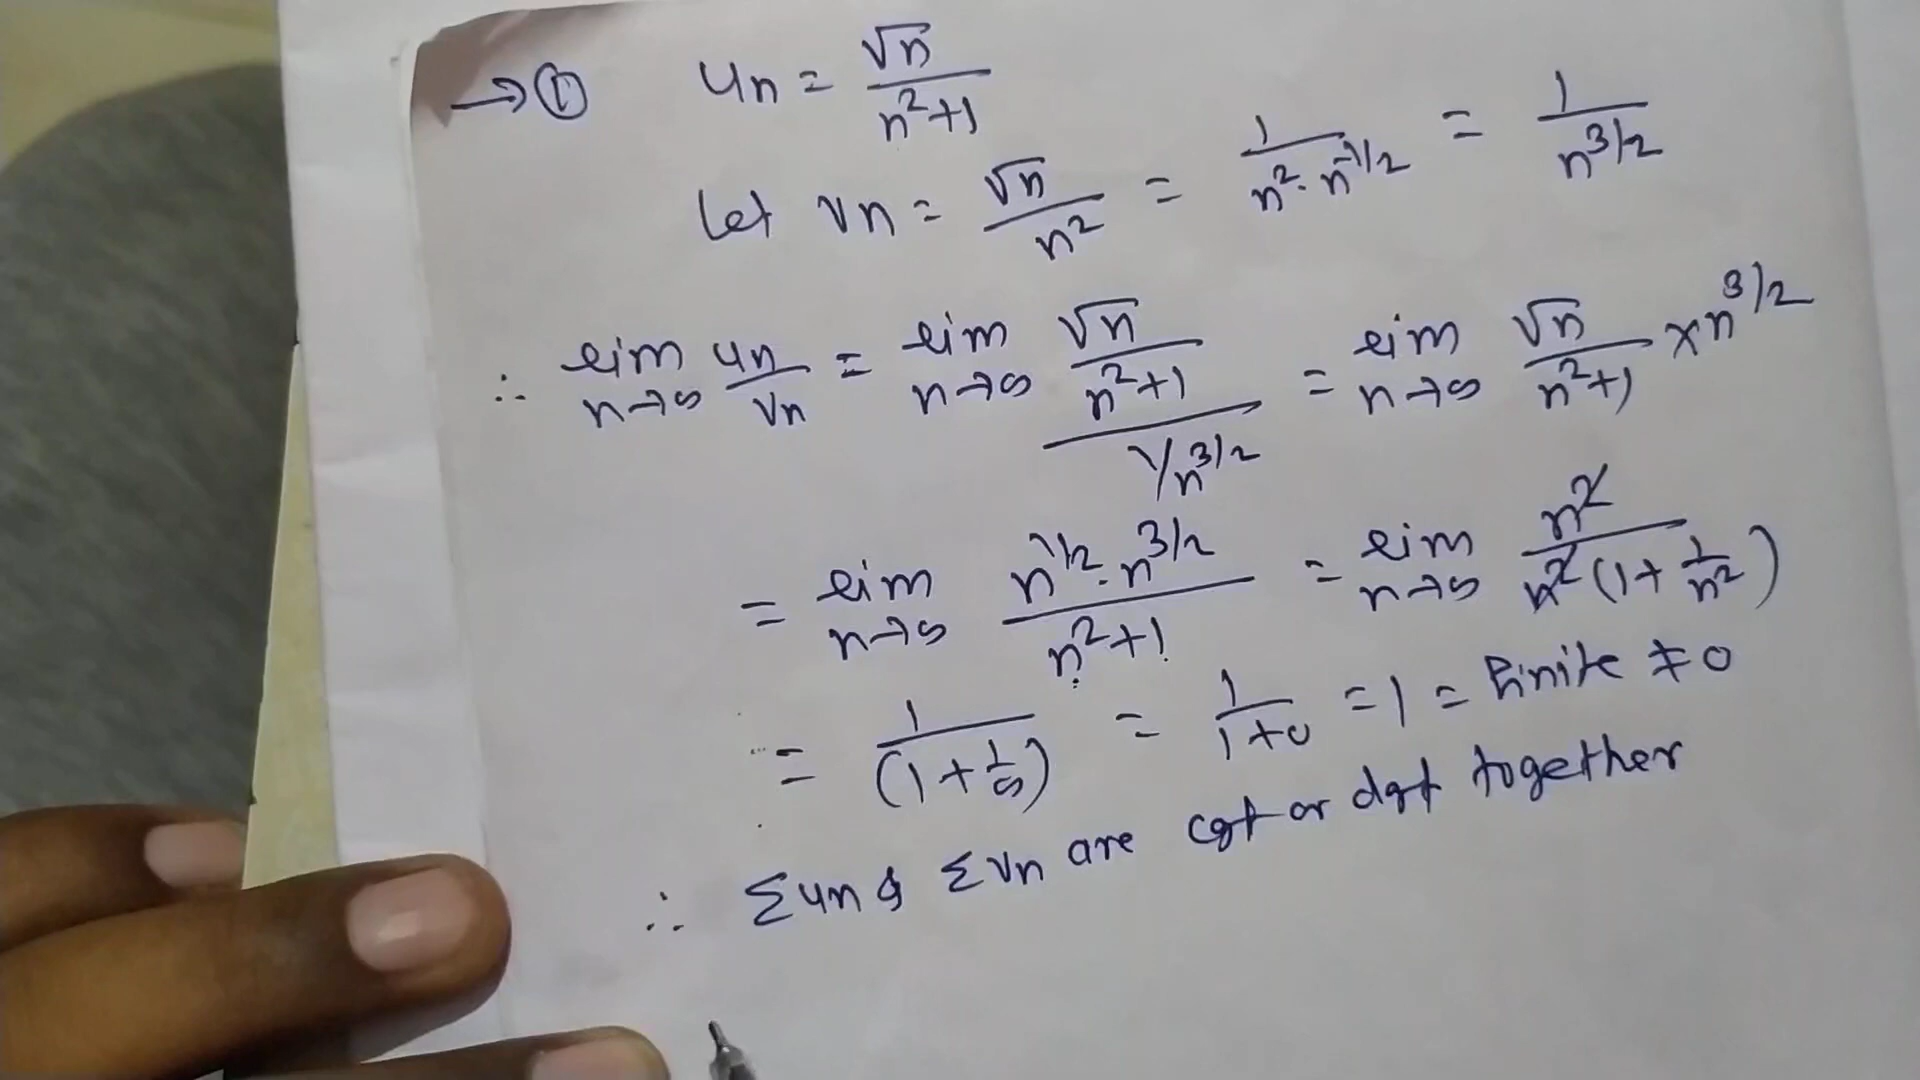 → ① un = √n / n²+1
Let vn = √n / n² = 1 / n².n^-1/2 = 1 / n^3/2
∴ lim n→∞ un / vn = lim n→∞ √n / n²+1 / 1/n^3/2 = lim n→∞ √n / n²+1 × n^3/2
= lim n→∞ n^1/2 . n^3/2 / n²+1 = lim n→∞ n² / n² (1 + 1/n²)
= 1 / (1 + 1/∞) = 1 / 1+0 = 1 = Finite ≠ 0
∴ Σun & Σvn are cgt or dgt together